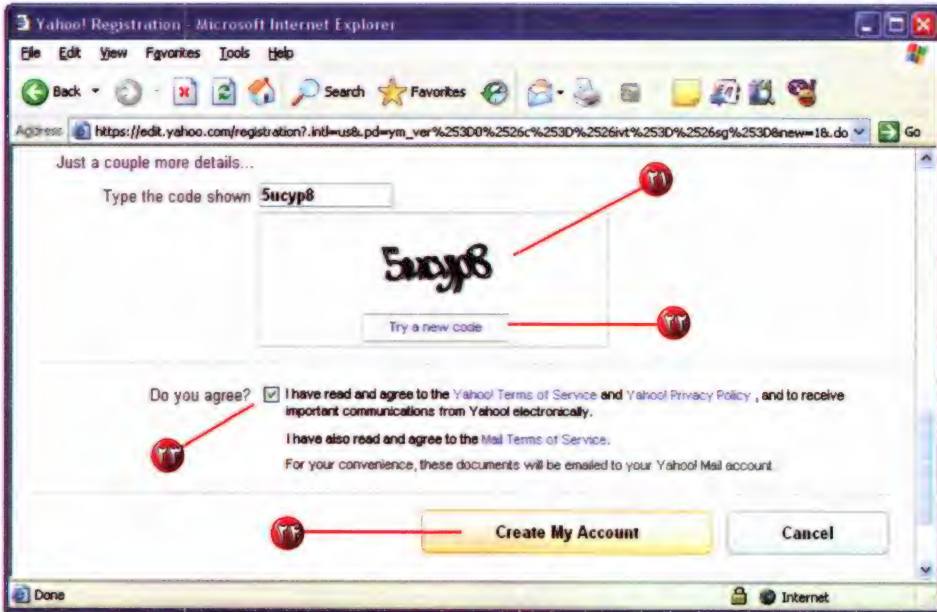 Yahoo! Registration - Microsoft Internet Explorer
File Edit View Favorites Tools Help
Back Search Favorites
Address https://edit.yahoo.com/registration?.intl=us&.pd=ym_ver%253D0%2526c%253D%2526ivt%253D%2526sg%253D&new=1&.do Go
Just a couple more details...
Type the code shown 5ucyp8
۲۱
5ucyp8
Try a new code ۲۲
Do you agree? I have read and agree to the Yahoo! Terms of Service and Yahoo! Privacy Policy , and to receive
important communications from Yahoo! electronically.
۲۳
I have also read and agree to the Mail Terms of Service.
For your convenience, these documents will be emailed to your Yahoo! Mail account
۲۴ Create My Account Cancel
Done Internet